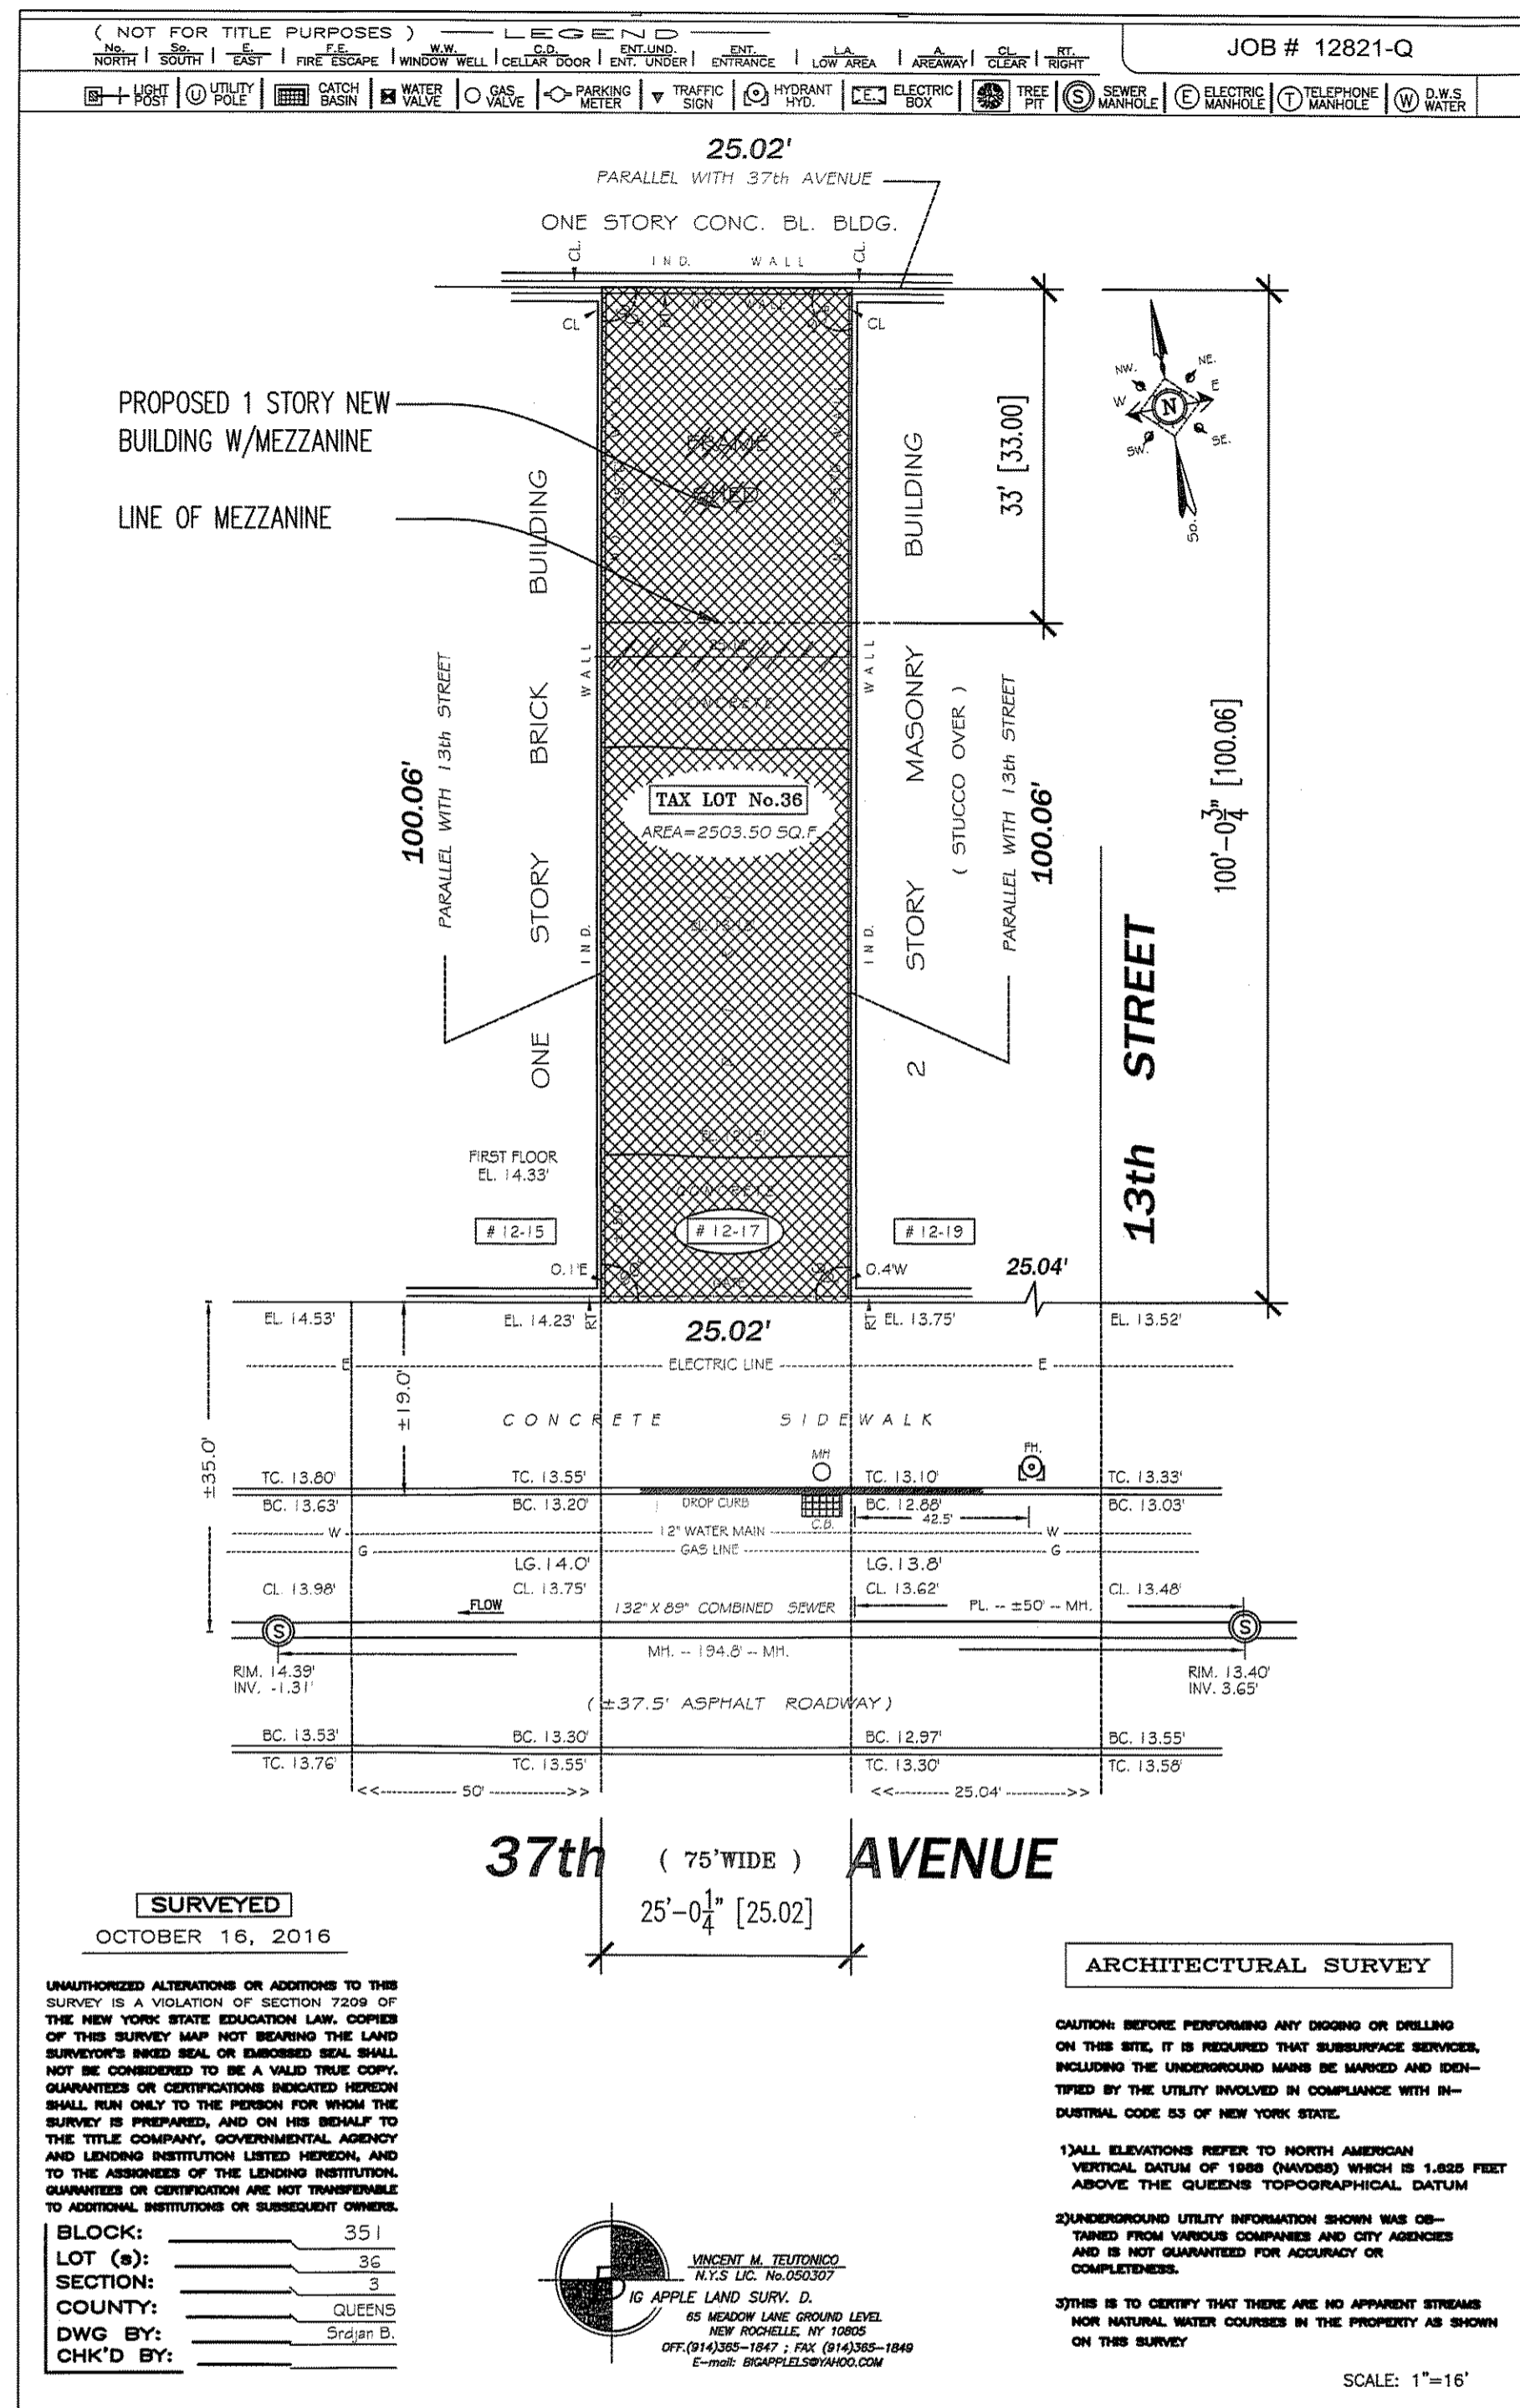 ( NOT FOR TITLE PURPOSES ) LEGEND
No. NORTH
So. SOUTH
E. EAST
F.E. FIRE ESCAPE
W.W. WINDOW WELL
C.D. CELLAR DOOR
ENT.UND. ENT. UNDER
ENT. ENTRANCE
L.A. LOW AREA
A. AREAWAY
CL. CLEAR
RT. RIGHT
JOB # 12821-Q
LIGHT POST
U UTILITY POLE
CATCH BASIN
WATER VALVE
GAS VALVE
PARKING METER
TRAFFIC SIGN
HYDRANT HYD.
E. ELECTRIC BOX
TREE PIT
S SEWER MANHOLE
E ELECTRIC MANHOLE
T TELEPHONE MANHOLE
W D.W.S WATER
25.02'
PARALLEL WITH 37th AVENUE
ONE STORY CONC. BL. BLDG.
CL.
IND. WALL
CL.
NO WALL
CL
CL
NW.
NE.
W
N
E
SW.
SE.
So.
PROPOSED 1 STORY NEW
BUILDING W/MEZZANINE
FRAME
SHED
LINE OF MEZZANINE
33' [33.00]
ONE STORY BRICK BUILDING
IND. WALL
CONCRETE
IND. WALL
2 STORY MASONRY BUILDING
( STUCCO OVER )
100.06'
PARALLEL WITH 13th STREET
PARALLEL WITH 13th STREET
100.06'
100'-0 3/4" [100.06]
TAX LOT No.36
AREA=2503.50 SQ.F.
13th STREET
EL. 12.15'
FIRST FLOOR
EL. 14.33'
CONCRETE
# 12-15
# 12-17
# 12-19
0.1'E
GATE
0.4'W
25.04'
EL. 14.53'
EL. 14.23'
RT
25.02'
RT
EL. 13.75'
EL. 13.52'
E ELECTRIC LINE E
±19.0'
±35.0'
CONCRETE SIDEWALK
MH
FH.
TC. 13.80'
TC. 13.55'
TC. 13.10'
TC. 13.33'
BC. 13.63'
BC. 13.20'
DROP CURB
C.B.
BC. 12.88'
42.5'
BC. 13.03'
W 12" WATER MAIN W
G GAS LINE G
LG. 14.0'
LG. 13.8'
CL. 13.98'
CL. 13.75'
CL. 13.62'
CL. 13.48'
FLOW
132" X 89" COMBINED SEWER
PL. -- ±50' -- MH.
S
S
MH. -- 194.8' -- MH.
RIM. 14.39'
INV. -1.31'
RIM. 13.40'
INV. 3.65'
( ±37.5' ASPHALT ROADWAY )
BC. 13.53'
BC. 13.30'
BC. 12.97'
BC. 13.55'
TC. 13.76'
TC. 13.55'
TC. 13.30'
TC. 13.58'
<<-------- 50' -------->>
<<-------- 25.04' -------->>
37th ( 75'WIDE ) AVENUE
25'-0 1/4" [25.02]
SURVEYED
OCTOBER 16, 2016
UNAUTHORIZED ALTERATIONS OR ADDITIONS TO THIS
SURVEY IS A VIOLATION OF SECTION 7209 OF
THE NEW YORK STATE EDUCATION LAW. COPIES
OF THIS SURVEY MAP NOT BEARING THE LAND
SURVEYOR'S INKED SEAL OR EMBOSSED SEAL SHALL
NOT BE CONSIDERED TO BE A VALID TRUE COPY.
GUARANTEES OR CERTIFICATIONS INDICATED HEREON
SHALL RUN ONLY TO THE PERSON FOR WHOM THE
SURVEY IS PREPARED, AND ON HIS BEHALF TO
THE TITLE COMPANY, GOVERNMENTAL AGENCY
AND LENDING INSTITUTION LISTED HEREON, AND
TO THE ASSIGNEES OF THE LENDING INSTITUTION.
GUARANTEES OR CERTIFICATION ARE NOT TRANSFERABLE
TO ADDITIONAL INSTITUTIONS OR SUBSEQUENT OWNERS.
BLOCK: 351
LOT (s): 36
SECTION: 3
COUNTY: QUEENS
DWG BY: Srdjan B.
CHK'D BY:
VINCENT M. TEUTONICO
N.Y.S LIC. No.050307
IG APPLE LAND SURV. D.
65 MEADOW LANE GROUND LEVEL
NEW ROCHELLE, NY 10805
OFF.(914)365-1847 ; FAX (914)365-1849
E-mail: BIGAPPLELS@YAHOO.COM
ARCHITECTURAL SURVEY
CAUTION: BEFORE PERFORMING ANY DIGGING OR DRILLING
ON THIS SITE, IT IS REQUIRED THAT SUBSURFACE SERVICES,
INCLUDING THE UNDERGROUND MAINS BE MARKED AND IDEN-
TIFIED BY THE UTILITY INVOLVED IN COMPLIANCE WITH IN-
DUSTRIAL CODE 53 OF NEW YORK STATE.
1)ALL ELEVATIONS REFER TO NORTH AMERICAN
VERTICAL DATUM OF 1988 (NAVD88) WHICH IS 1.625 FEET
ABOVE THE QUEENS TOPOGRAPHICAL DATUM
2)UNDERGROUND UTILITY INFORMATION SHOWN WAS OB-
TAINED FROM VARIOUS COMPANIES AND CITY AGENCIES
AND IS NOT GUARANTEED FOR ACCURACY OR
COMPLETENESS.
3)THIS IS TO CERTIFY THAT THERE ARE NO APPARENT STREAMS
NOR NATURAL WATER COURSES IN THE PROPERTY AS SHOWN
ON THIS SURVEY
SCALE: 1"=16'